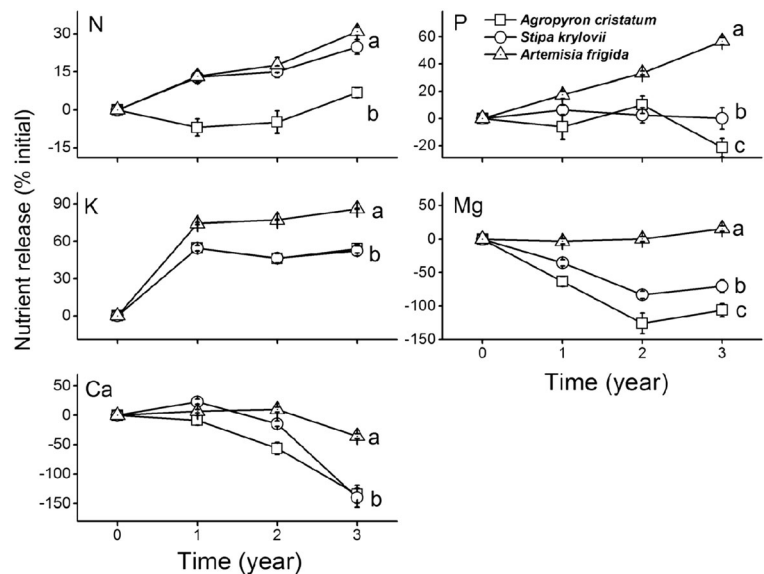 Nutrient release (% initial)
N
30
15
0
-15
a
b
P
60
40
20
0
-20
Agropyron cristatum
Stipa krylovii
Artemisia frigida
a
b
c
K
90
60
30
0
a
b
Mg
0
-50
-100
-150
a
b
c
0 1 2 3
Time (year)
Ca
50
0
-50
-100
-150
a
b
0 1 2 3
Time (year)